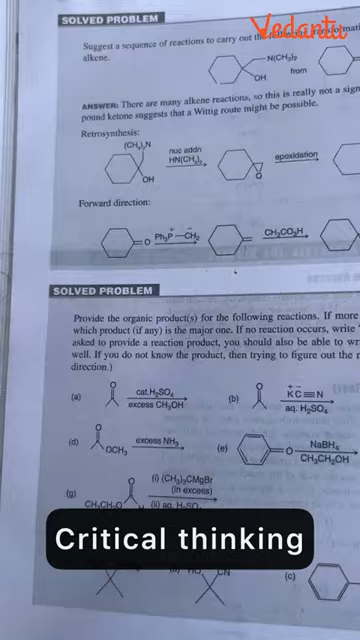 Vedantu
SOLVED PROBLEM
Suggest a sequence of reactions to carry out
alkene.
N(CH₃)₂
OH
from
ANSWER: There are many alkene reactions, so this is really not a sign
pound ketone suggests that a Wittig route might be possible.
Retrosynthesis:
(CH₃)₂N
OH
nuc addn
HN(CH₃)₂
O
epoxidation
Forward direction:
O
Ph₃P⁺—CH₂⁻
CH₃CO₃H
SOLVED PROBLEM
Provide the organic product(s) for the following reactions. If more
which product (if any) is the major one. If no reaction occurs, write
asked to provide a reaction product, you should also be able to
well. If you do not know the product, then trying to figure out the
direction.)
(a) O cat.H₂SO₄
excess CH₃OH
(b) O K⁺ C⁻≡N
aq. H₂SO₄
(d) O OCH₃ excess NH₃
(e) O NaBH₄
CH₃CH₂OH
(g) O CH₃CH₂O (i) (CH₃)₃CMgBr
(in excess)
(ii) aq. H₂SO₄
Critical thinking
CN
(c)